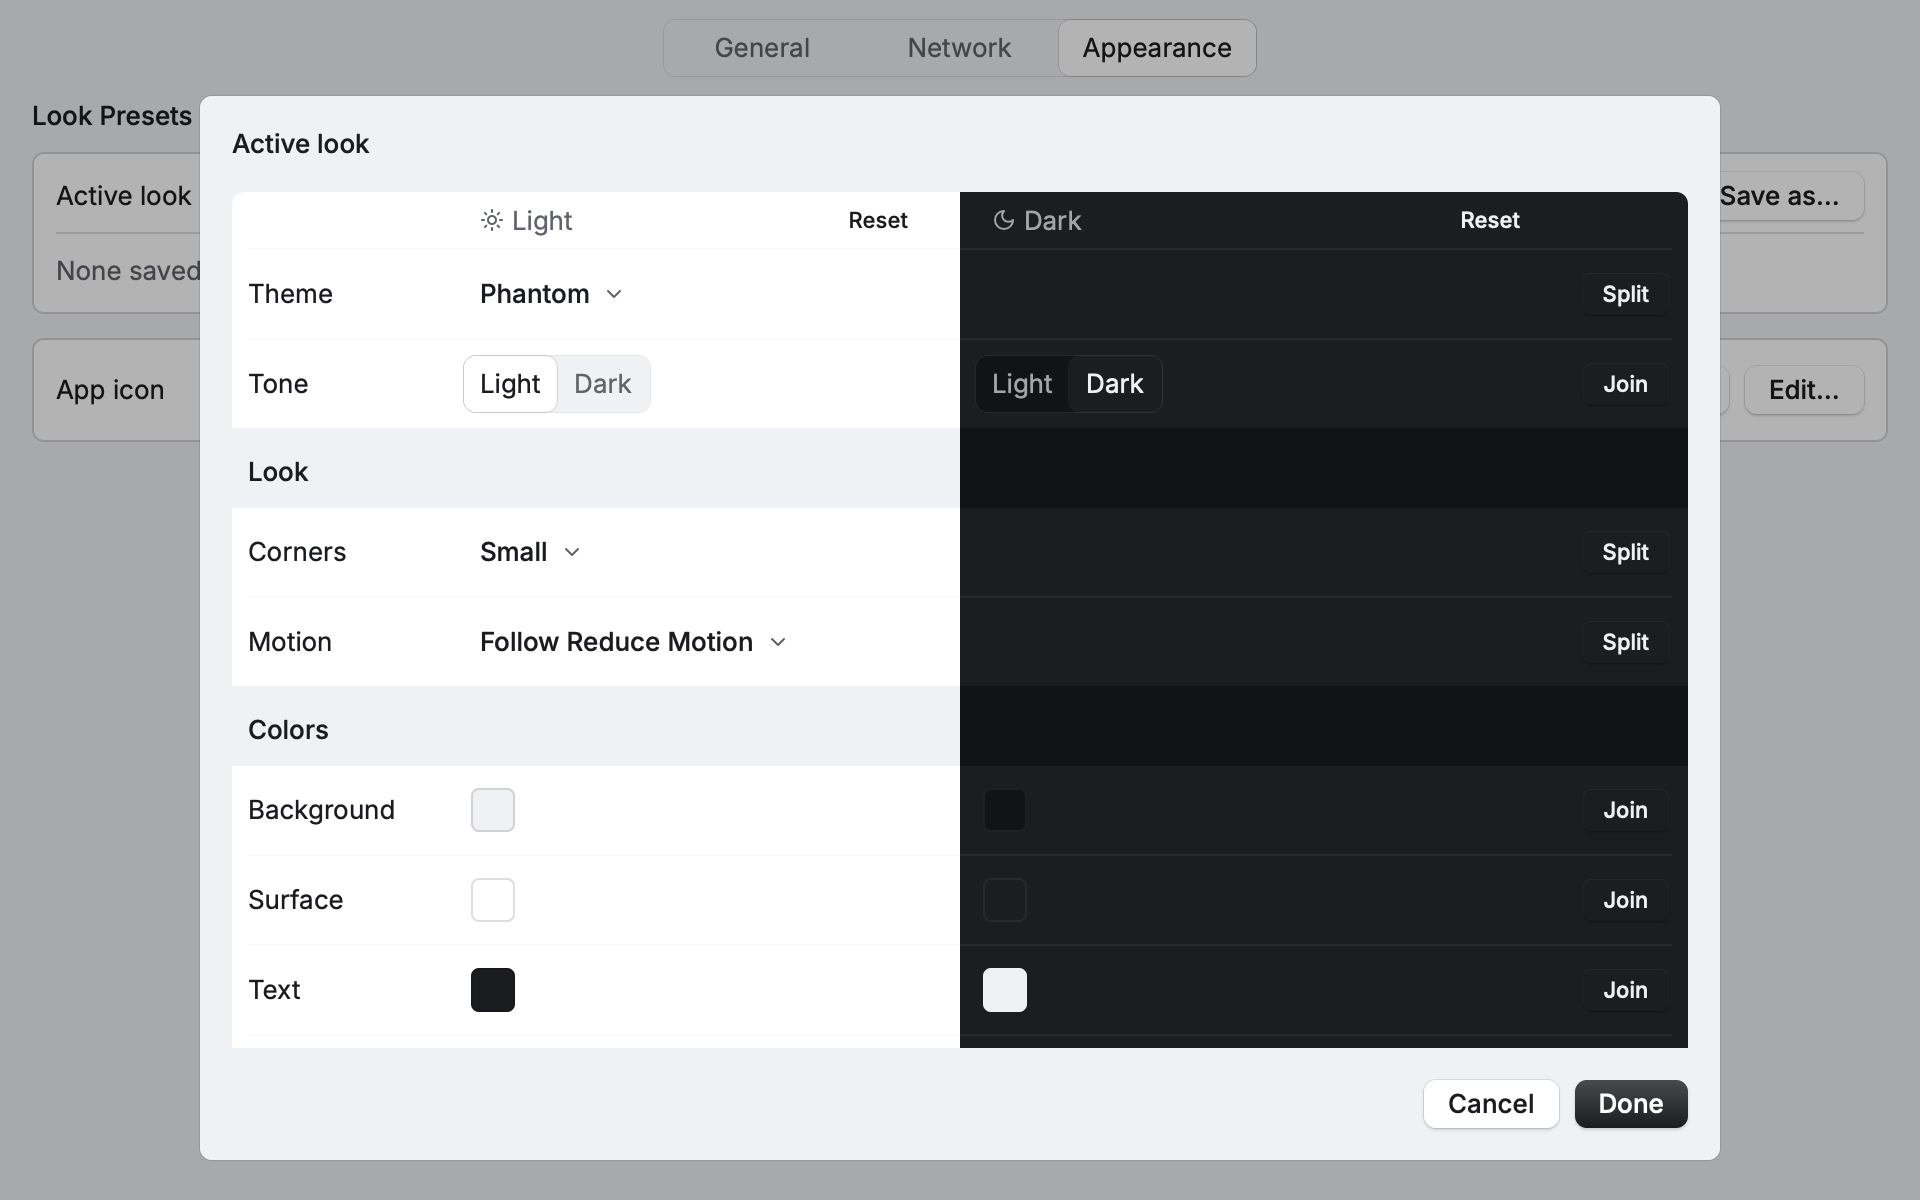 General Network Appearance
Look Presets
Active look
Save as...
None saved
App icon
Edit...
Active look
Light Reset Dark Reset
Theme Phantom Split
Tone Light Dark Light Dark Join
Look
Corners Small Split
Motion Follow Reduce Motion Split
Colors
Background Join
Surface Join
Text Join
Cancel Done